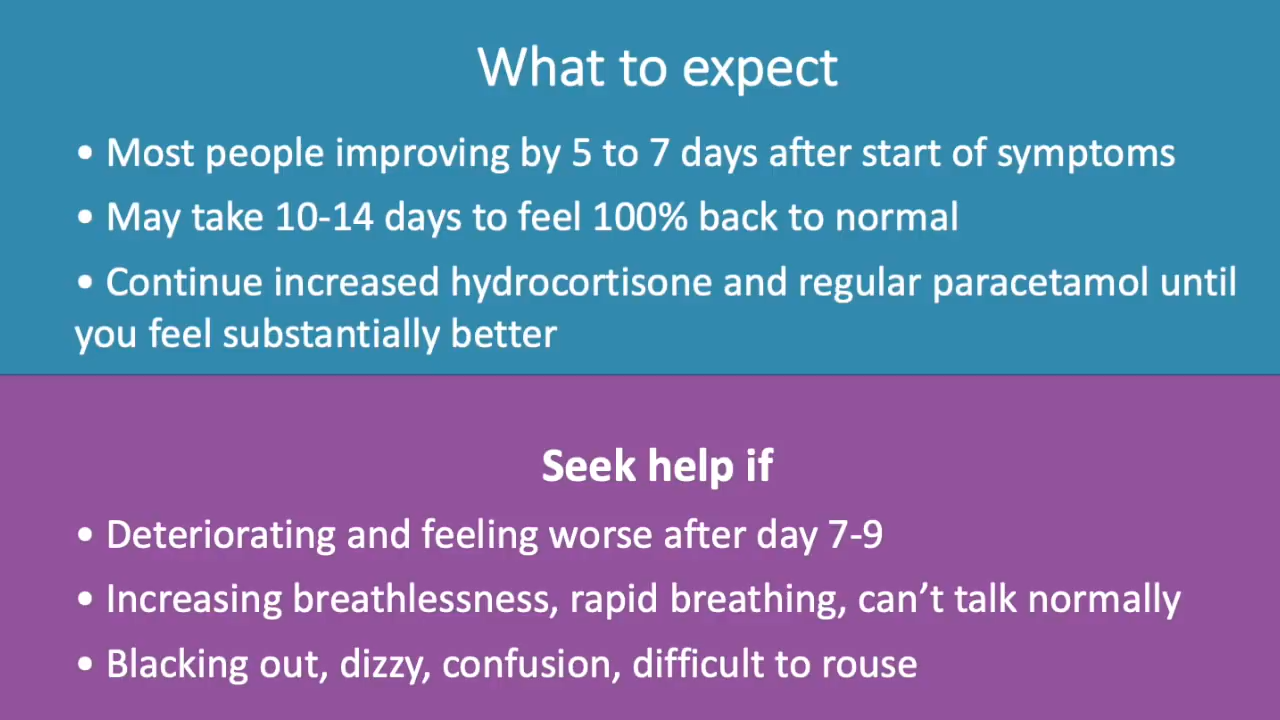 What to expect
• Most people improving by 5 to 7 days after start of symptoms
• May take 10-14 days to feel 100% back to normal
• Continue increased hydrocortisone and regular paracetamol until
you feel substantially better
Seek help if
• Deteriorating and feeling worse after day 7-9
• Increasing breathlessness, rapid breathing, can’t talk normally
• Blacking out, dizzy, confusion, difficult to rouse